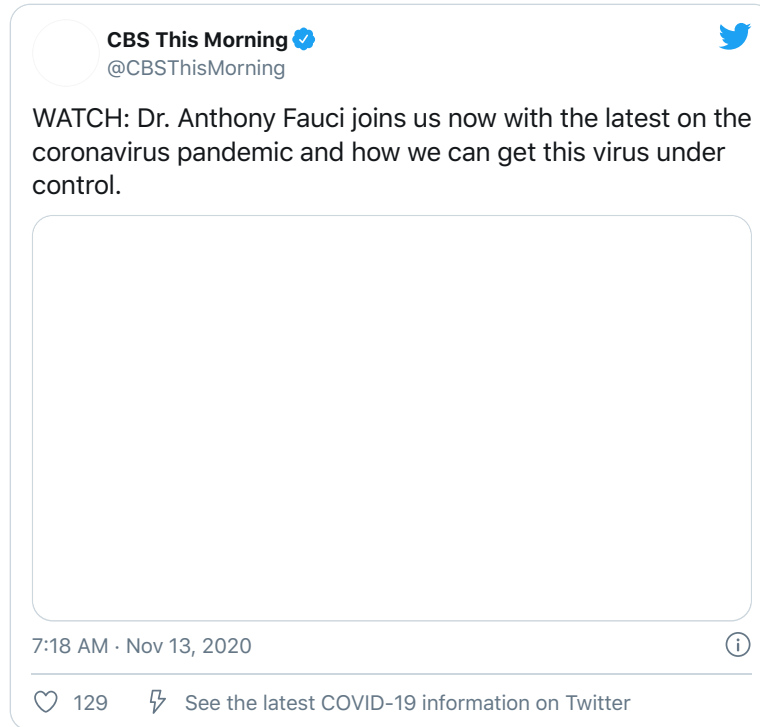 CBS This Morning
@CBSThisMorning
WATCH: Dr. Anthony Fauci joins us now with the latest on the
coronavirus pandemic and how we can get this virus under
control.
7:18 AM · Nov 13, 2020
129 See the latest COVID-19 information on Twitter